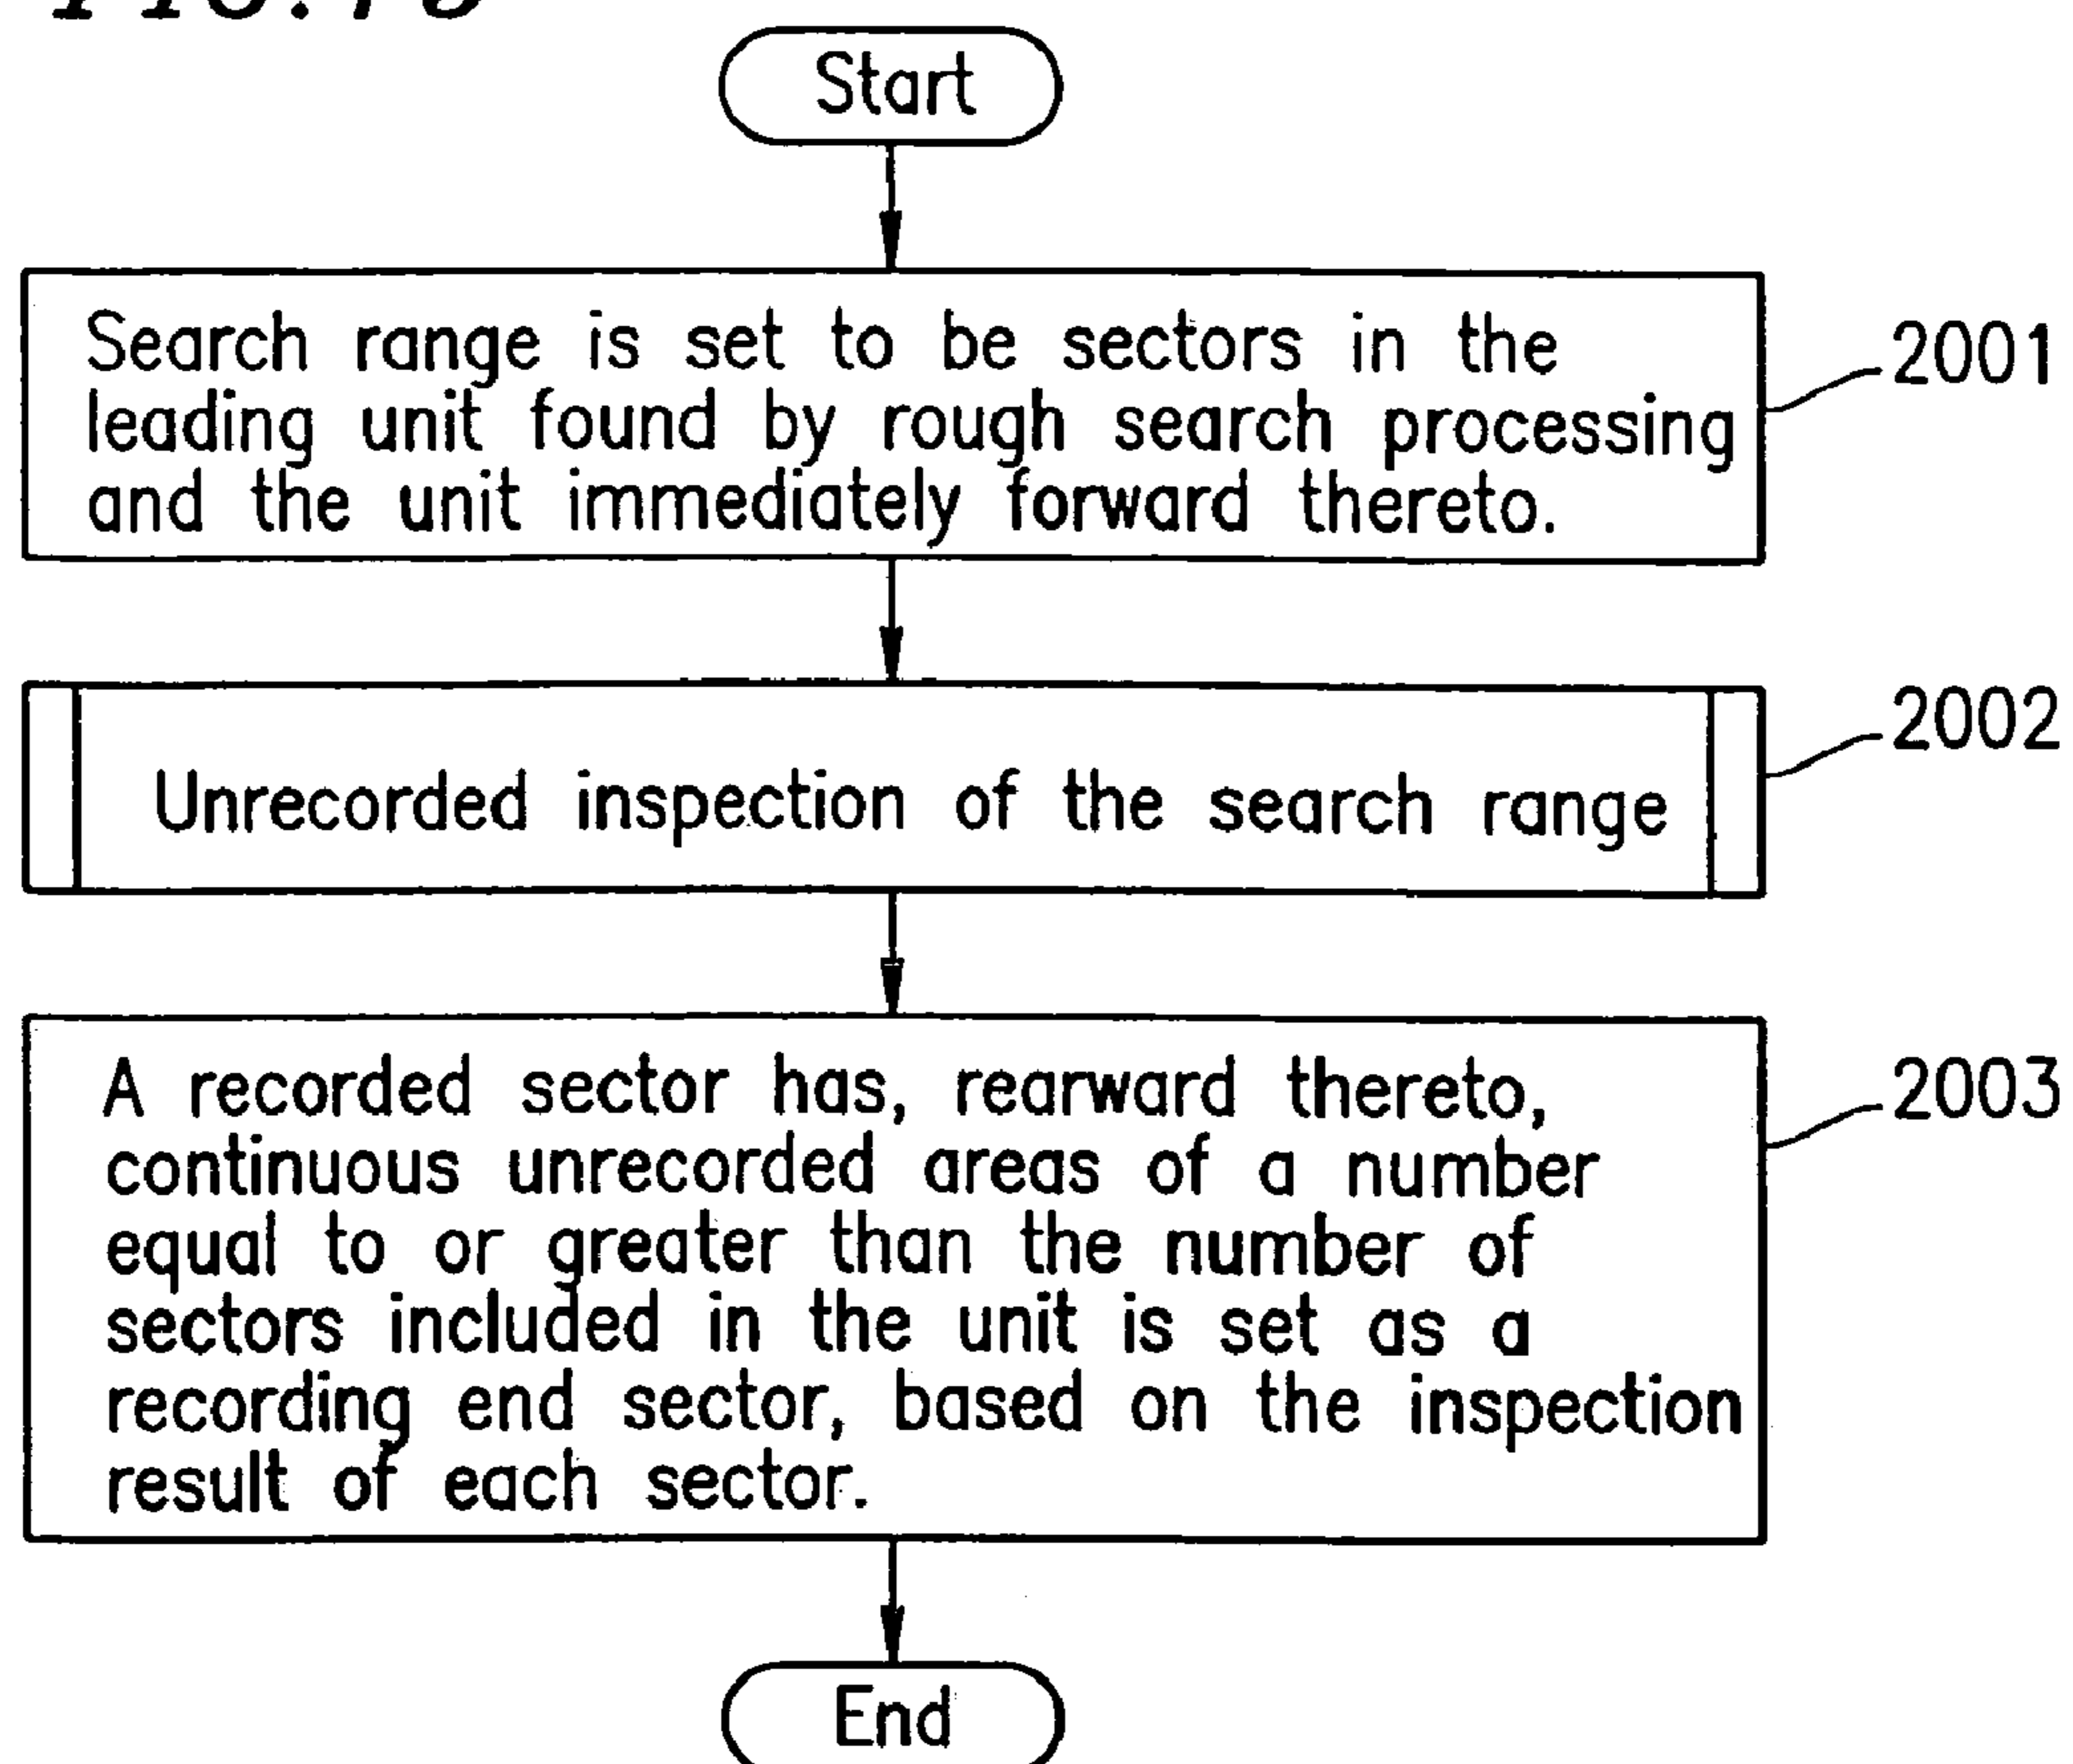 Start
Search range is set to be sectors in the
leading unit found by rough search processing
and the unit immediately forward thereto.
2001
Unrecorded inspection of the search range
2002
A recorded sector has, rearward thereto,
continuous unrecorded areas of a number
equal to or greater than the number of
sectors included in the unit is set as a
recording end sector, based on the inspection
result of each sector.
2003
End